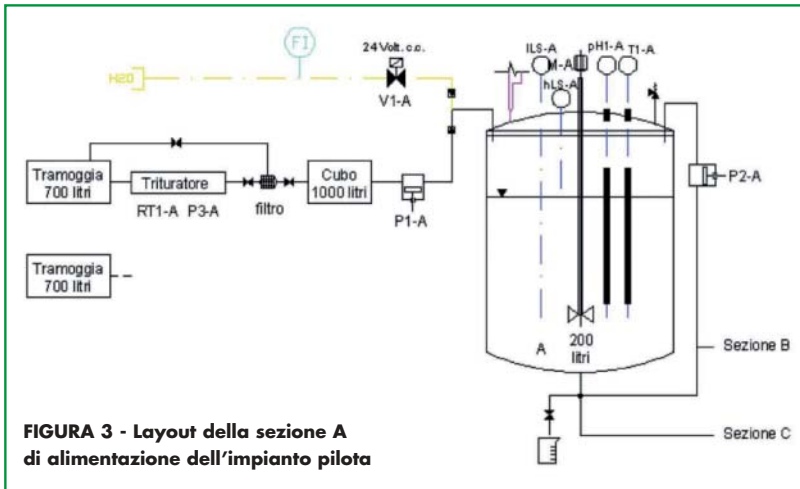 FI
24 Volt. c.c.
H2O
V1-A
lLS-A
M-A
hLS-A
pH1-A
T1-A
Tramoggia
700 litri
Trituratore
RT1-A P3-A
filtro
Cubo
1000 litri
P1-A
P2-A
Tramoggia
700 litri
A
200
litri
Sezione B
Sezione C
FIGURA 3 - Layout della sezione A
di alimentazione dell'impianto pilota